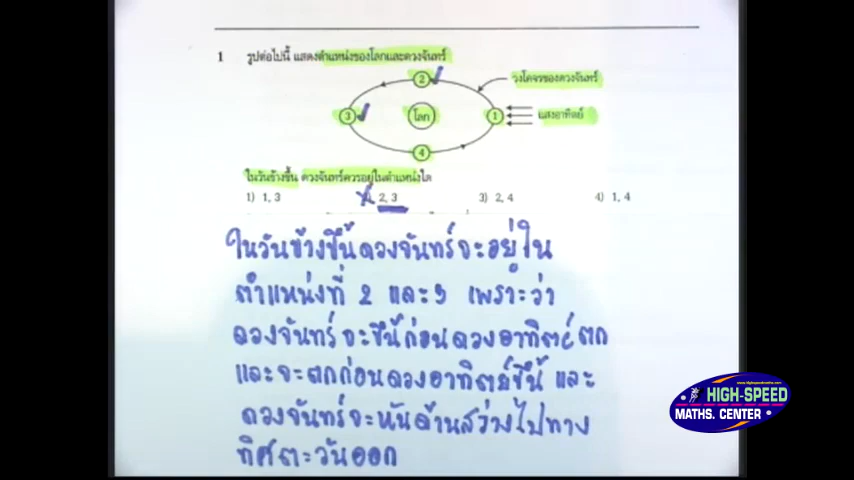 1 รูปต่อไปนี้ แสดงตำแหน่งของโลกและดวงจันทร์
2
วงโคจรของดวงจันทร์
3 โลก 1 แสงอาทิตย์
4
ในวันข้างขึ้น ดวงจันทร์ควรอยู่ในตำแหน่งใด
1) 1, 3 2, 3 3) 2, 4 4) 1, 4
ในวันข้างขึ้นดวงจันทร์จะอยู่ใน
ตำแหน่งที่ 2 และ 3 เพราะว่า
ดวงจันทร์จะขึ้นก่อนดวงอาทิตย์ตก
และจะตกก่อนดวงอาทิตย์ขึ้น และ
ดวงจันทร์จะหันด้านสว่างไปทาง
ทิศตะวันออก
www.highspeedmaths.com
HIGH-SPEED
MATHS. CENTER